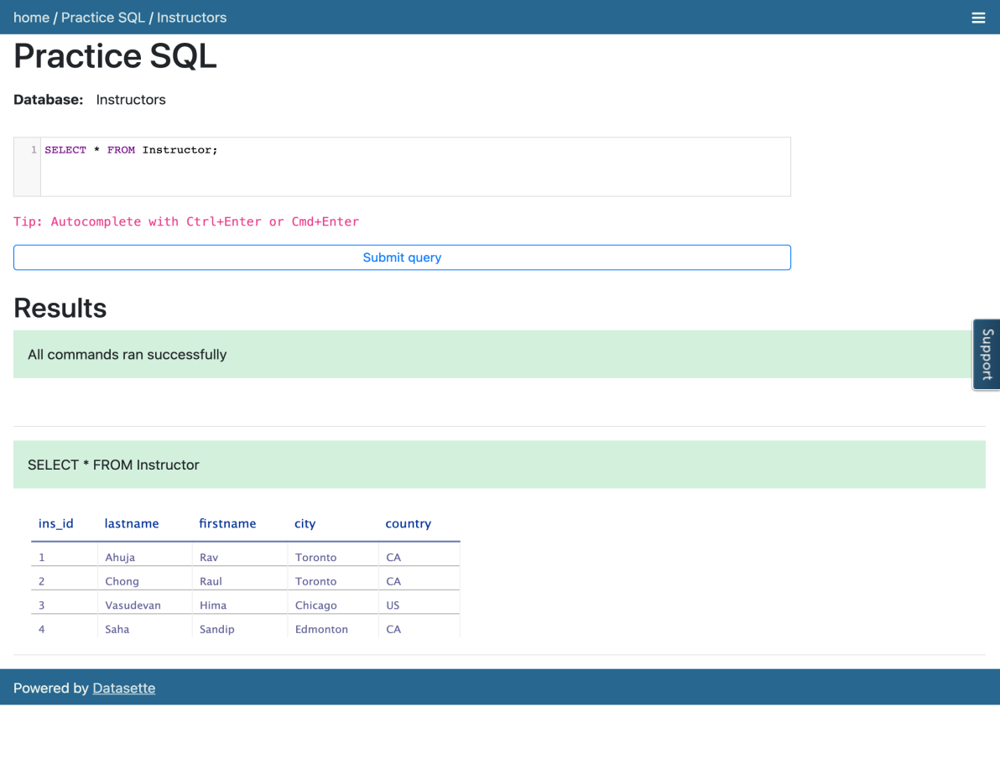 home / Practice SQL / Instructors
Practice SQL
Database: Instructors
1 SELECT * FROM Instructor;
Tip: Autocomplete with Ctrl+Enter or Cmd+Enter
Submit query
Results
All commands ran successfully
Support
SELECT * FROM Instructor
ins_id lastname firstname city country
1 Ahuja Rav Toronto CA
2 Chong Raul Toronto CA
3 Vasudevan Hima Chicago US
4 Saha Sandip Edmonton CA
Powered by Datasette